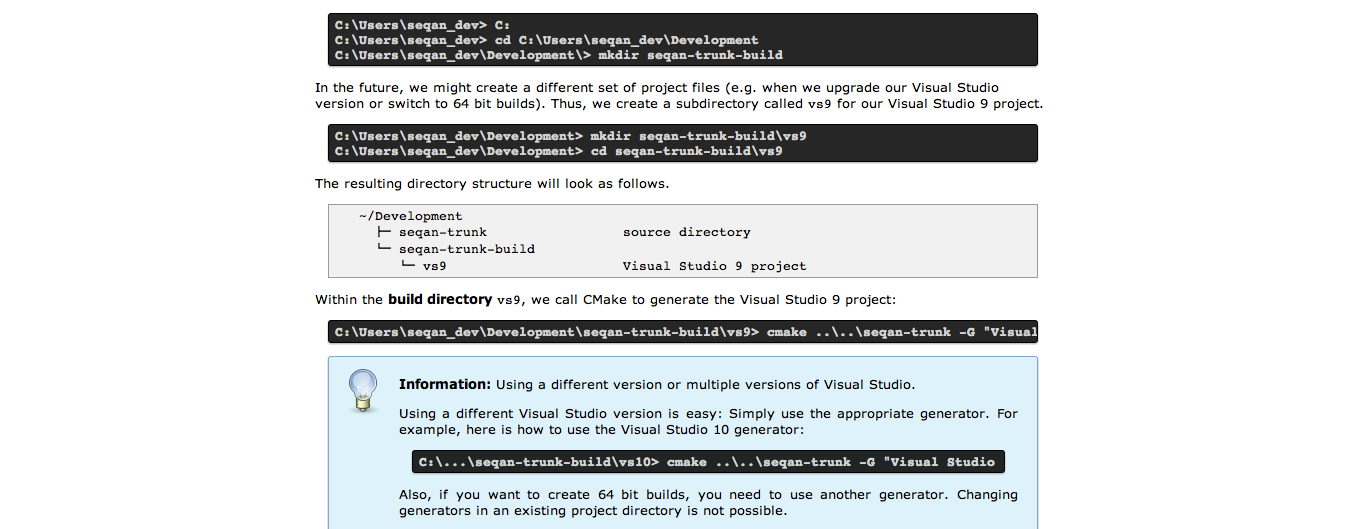 C:\Users\seqan_dev> C:
C:\Users\seqan_dev> cd C:\Users\seqan_dev\Development
C:\Users\seqan_dev\Development\> mkdir seqan-trunk-build
In the future, we might create a different set of project files (e.g. when we upgrade our Visual Studio
version or switch to 64 bit builds). Thus, we create a subdirectory called vs9 for our Visual Studio 9 project.
C:\Users\seqan_dev\Development> mkdir seqan-trunk-build\vs9
C:\Users\seqan_dev\Development> cd seqan-trunk-build\vs9
The resulting directory structure will look as follows.
~/Development
├─ seqan-trunk source directory
└─ seqan-trunk-build
└─ vs9 Visual Studio 9 project
Within the build directory vs9, we call CMake to generate the Visual Studio 9 project:
C:\Users\seqan_dev\Development\seqan-trunk-build\vs9> cmake ..\..\seqan-trunk -G "Visual
Information: Using a different version or multiple versions of Visual Studio.
Using a different Visual Studio version is easy: Simply use the appropriate generator. For
example, here is how to use the Visual Studio 10 generator:
C:\...\seqan-trunk-build\vs10> cmake ..\..\seqan-trunk -G "Visual Studio
Also, if you want to create 64 bit builds, you need to use another generator. Changing
generators in an existing project directory is not possible.